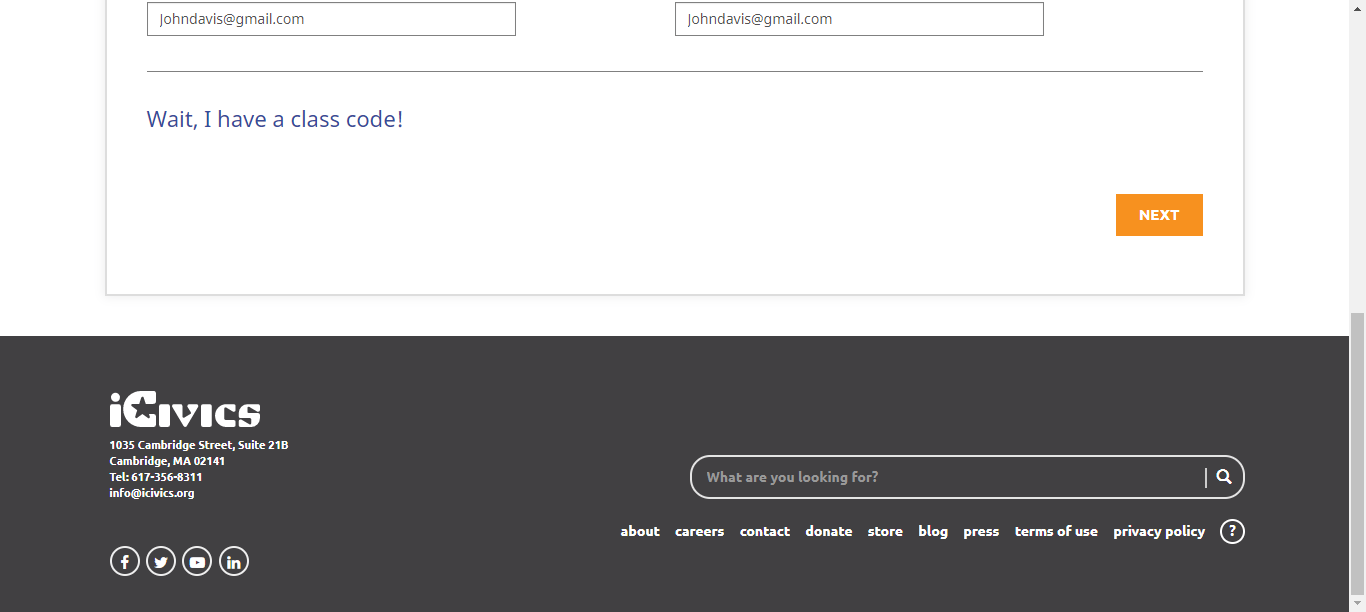 Johndavis@gmail.com Johndavis@gmail.com
Wait, I have a class code!
NEXT
iCivics
1035 Cambridge Street, Suite 21B
Cambridge, MA 02141
Tel: 617-356-8311
info@icivics.org
What are you looking for?
about careers contact donate store blog press terms of use privacy policy ?